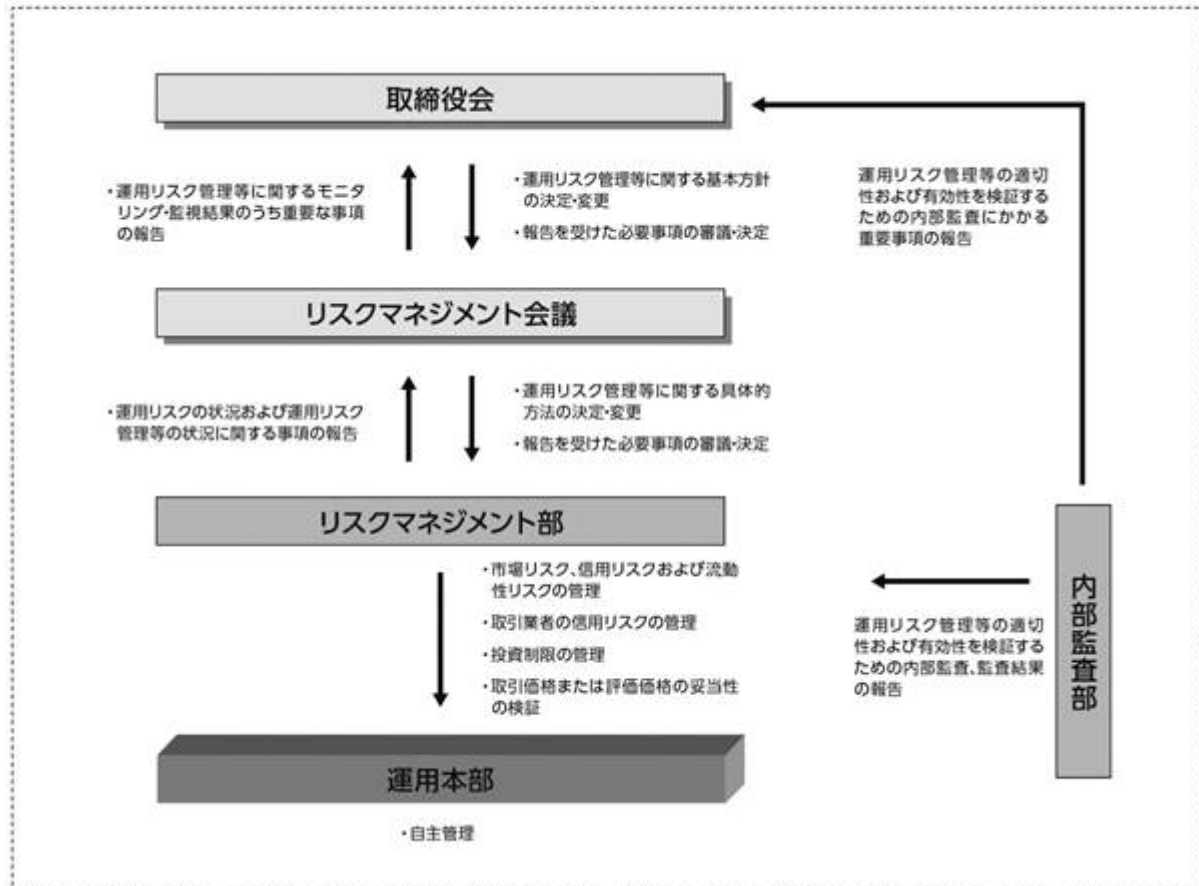 取締役会
・運用リスク管理等に関するモニタ
リング・監視結果のうち重要な事項
の報告
・運用リスク管理等に関する基本方針
の決定・変更
・報告を受けた必要事項の審議・決定
運用リスク管理等の適切
性および有効性を検証する
ための内部監査にかかる
重要事項の報告
リスクマネジメント会議
・運用リスクの状況および運用リスク
管理等の状況に関する事項の報告
・運用リスク管理等に関する具体的
方法の決定・変更
・報告を受けた必要事項の審議・決定
リスクマネジメント部
・市場リスク、信用リスクおよび流動
性リスクの管理
・取引業者の信用リスクの管理
・投資制限の管理
・取引価格または評価価格の妥当性
の検証
運用リスク管理等の適切
性および有効性を検証する
ための内部監査、監査結果
の報告
内部監査部
運用本部
・自主管理